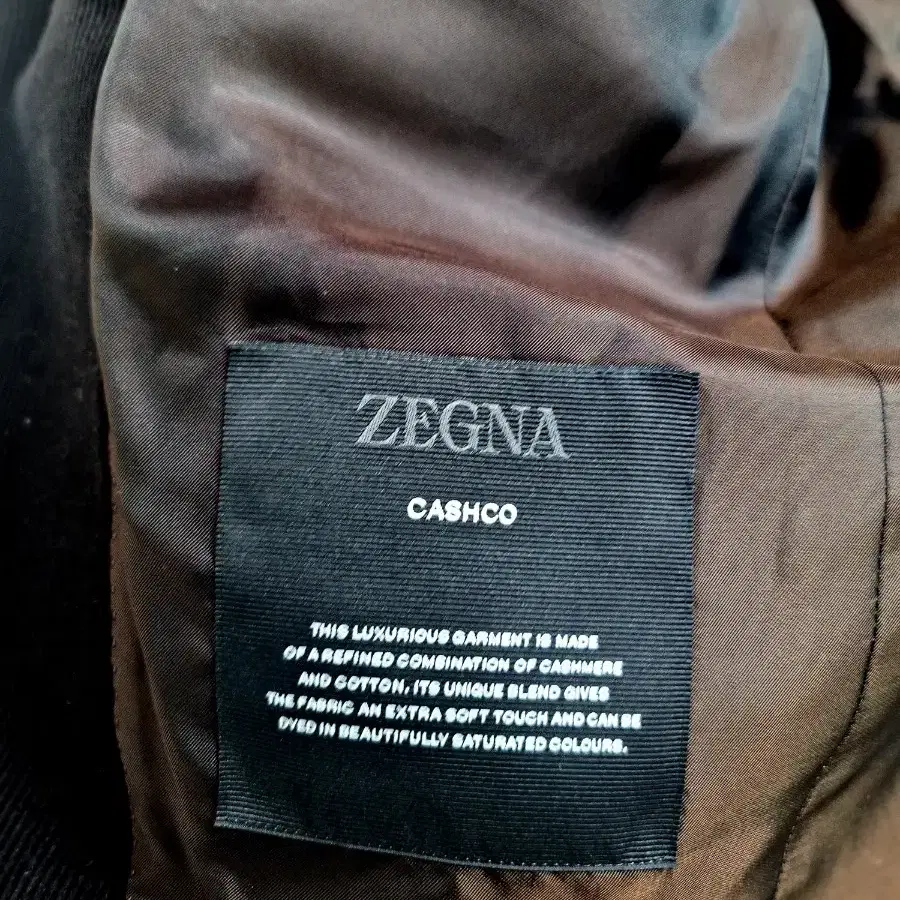 ZEGNA
CASHCO
THIS LUXURIOUS GARMENT IS MADE
OF A REFINED COMBINATION OF CASHMERE
AND COTTON, ITS UNIQUE BLEND GIVES
THE FABRIC AN EXTRA SOFT TOUCH AND CAN BE
DYED IN BEAUTIFULLY SATURATED COLOURS.